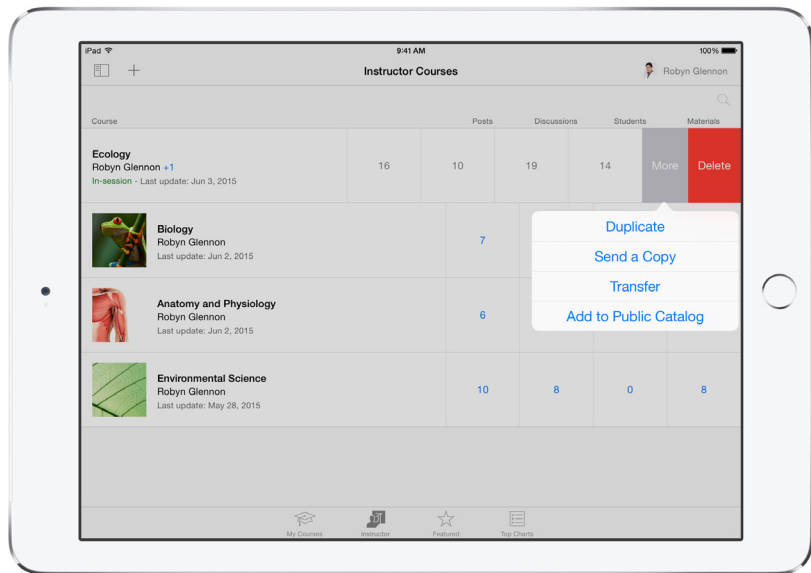 iPad
9:41 AM
100%
Instructor Courses
Robyn Glennon
Course
Posts
Discussions
Students
Materials
Ecology
Robyn Glennon +1
In-session - Last update: Jun 3, 2015
16
10
19
14
More
Delete
Duplicate
Send a Copy
Transfer
Add to Public Catalog
Biology
Robyn Glennon
Last update: Jun 2, 2015
7
Anatomy and Physiology
Robyn Glennon
Last update: Jun 2, 2015
6
Environmental Science
Robyn Glennon
Last update: May 28, 2015
10
8
0
8
My Courses
Instructor
Featured
Top Charts